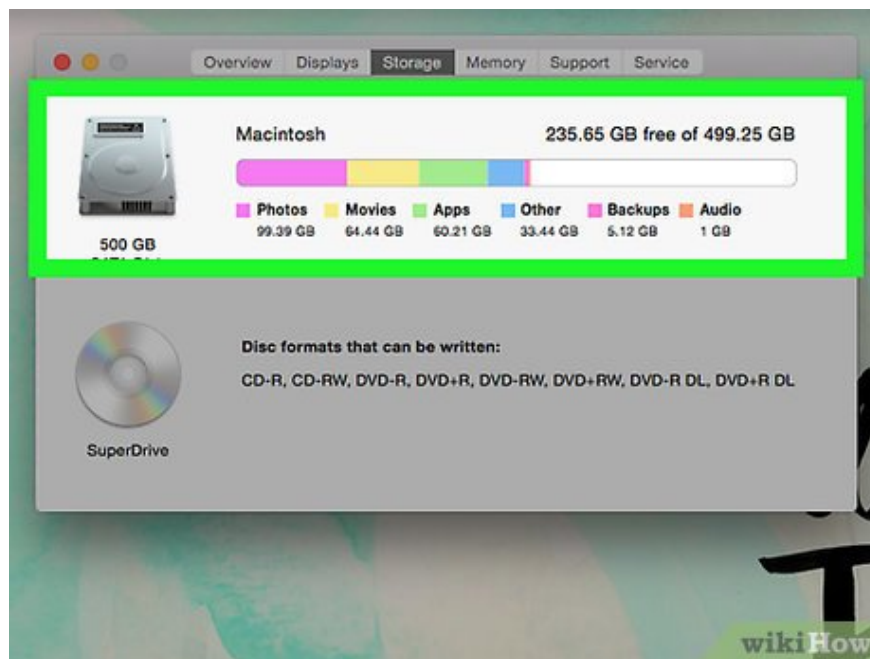 Overview Displays Storage Memory Support Service
Macintosh 235.65 GB free of 499.25 GB
Photos Movies Apps Other Backups Audio
99.39 GB 64.44 GB 60.21 GB 33.44 GB 5.12 GB 1 GB
500 GB
Disc formats that can be written:
CD-R, CD-RW, DVD-R, DVD+R, DVD-RW, DVD+RW, DVD-R DL, DVD+R DL
SuperDrive
wikiHow